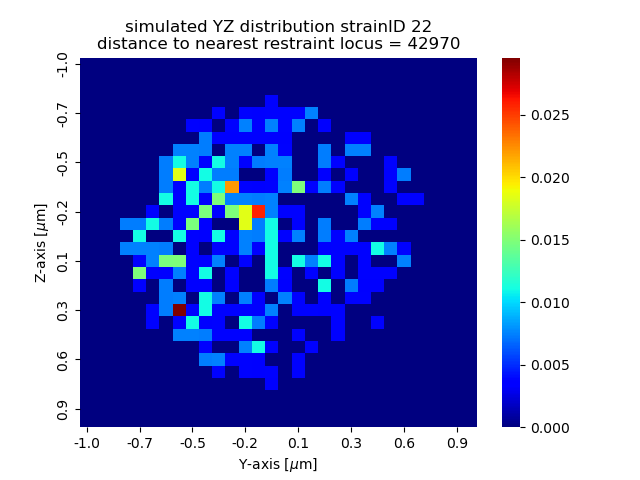 simulated YZ distribution strainID 22
distance to nearest restraint locus = 42970
-1.0
-0.7
-0.5
-0.2
0.1
0.3
0.6
0.9
Z-axis [μm]
-1.0 -0.7 -0.5 -0.2 0.1 0.3 0.6 0.9
Y-axis [μm]
0.025
0.020
0.015
0.010
0.005
0.000